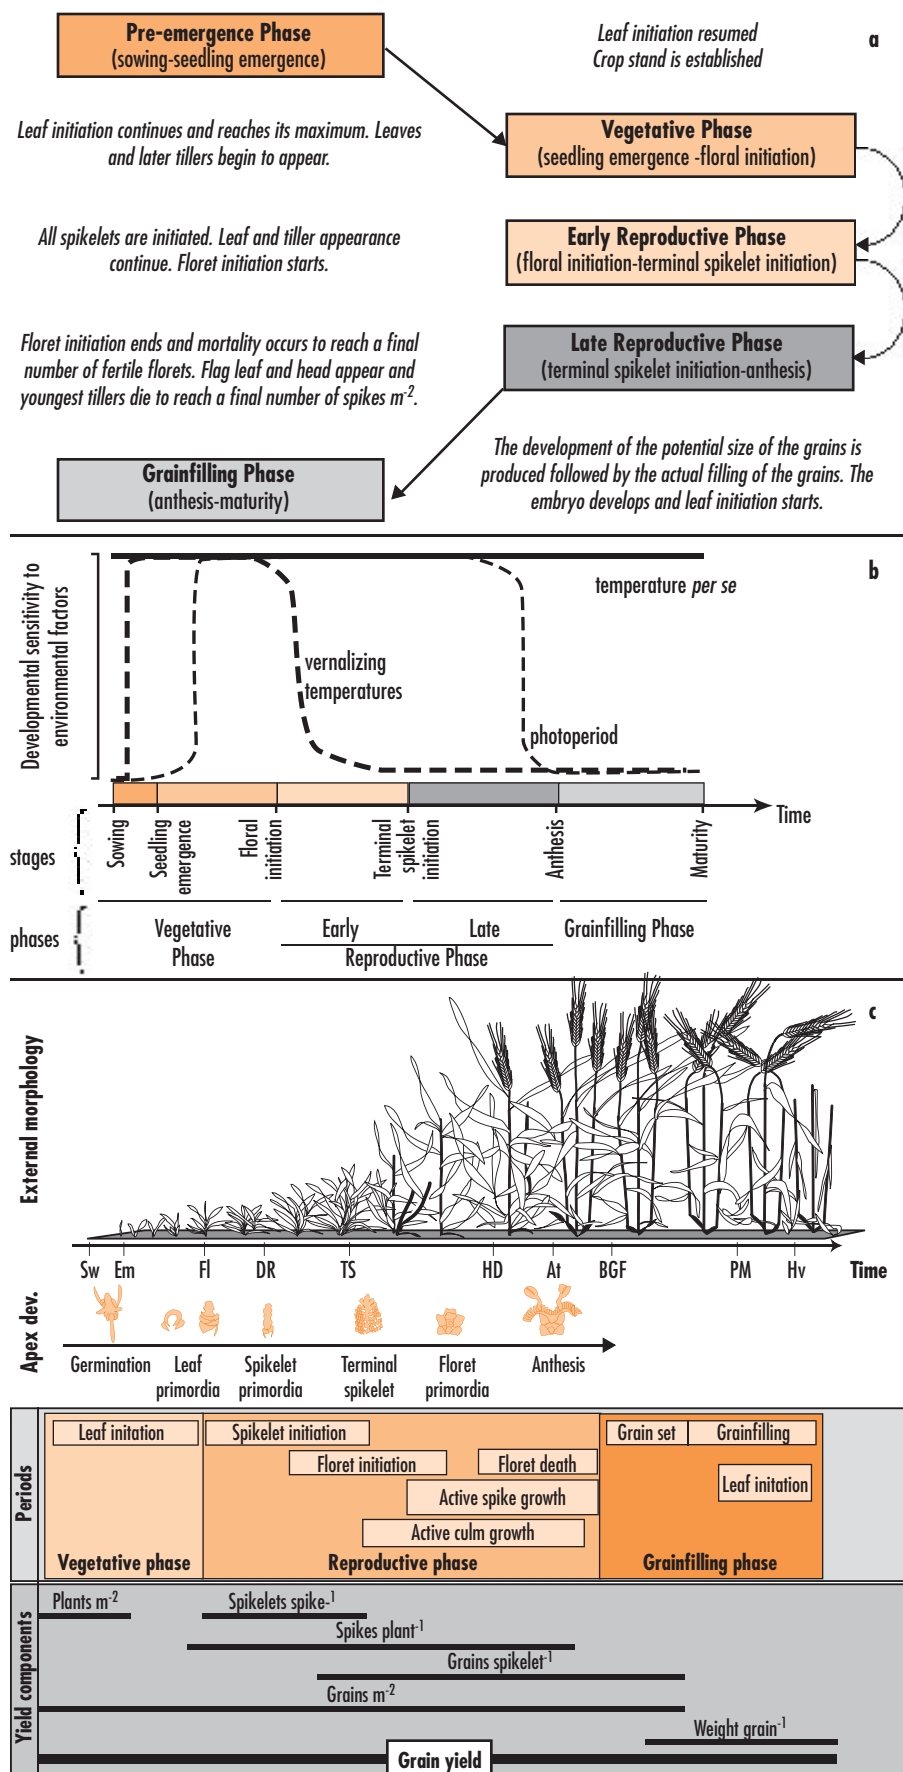 Pre-emergence Phase
(sowing-seedling emergence)
Leaf initiation resumed
Crop stand is established
a
Leaf initiation continues and reaches its maximum. Leaves
and later tillers begin to appear.
Vegetative Phase
(seedling emergence -floral initiation)
All spikelets are initiated. Leaf and tiller appearance
continue. Floret initiation starts.
Early Reproductive Phase
(floral initiation-terminal spikelet initiation)
Floret initiation ends and mortality occurs to reach a final
number of fertile florets. Flag leaf and head appear and
youngest tillers die to reach a final number of spikes m-2.
Late Reproductive Phase
(terminal spikelet initiation-anthesis)
Grainfilling Phase
(anthesis-maturity)
The development of the potential size of the grains is
produced followed by the actual filling of the grains. The
embryo develops and leaf initiation starts.
b
Developmental sensitivity to
environmental factors
temperature per se
vernalizing
temperatures
photoperiod
Time
stages
Sowing
Seedling
emergence
Floral
initiation
Terminal
spikelet
initiation
Anthesis
Maturity
phases
Vegetative
Phase
Early
Late
Reproductive Phase
Grainfilling Phase
c
External morphology
Sw Em Fl DR TS HD At BGF PM Hv Time
Apex dev.
Germination
Leaf
primordia
Spikelet
primordia
Terminal
spikelet
Floret
primordia
Anthesis
Periods
Leaf initation
Spikelet initiation
Grain set
Grainfilling
Floret initiation
Floret death
Leaf initation
Active spike growth
Active culm growth
Vegetative phase
Reproductive phase
Grainfilling phase
Yield components
Plants m-2
Spikelets spike-1
Spikes plant-1
Grains spikelet-1
Grains m-2
Weight grain-1
Grain yield